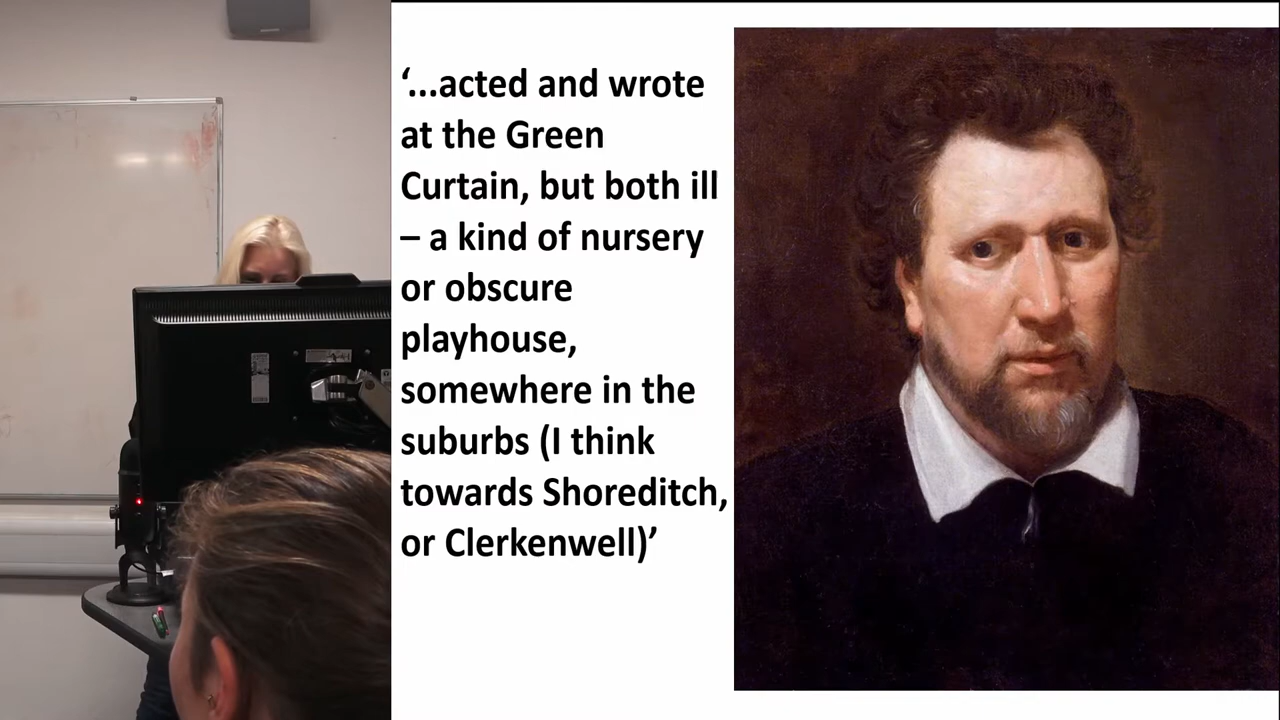 ‘...acted and wrote
at the Green
Curtain, but both ill
– a kind of nursery
or obscure
playhouse,
somewhere in the
suburbs (I think
towards Shoreditch,
or Clerkenwell)’